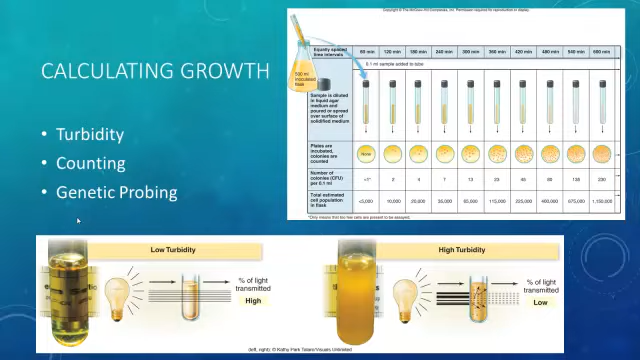 Copyright © The McGraw-Hill Companies, Inc. Permission required for reproduction or display.
CALCULATING GROWTH
• Turbidity
• Counting
• Genetic Probing
500 ml
inoculated
flask
Equally spaced
time intervals
60 min 120 min 180 min 240 min 300 min 360 min 420 min 480 min 540 min 600 min
0.1 ml sample added to tube
Sample is diluted
in liquid agar
medium and
poured or spread
over surface of
solidified medium
Plates are
incubated,
colonies are
counted
None
Number of
colonies (CFU)
per 0.1 ml
<1* 2 4 7 13 23 45 80 135 230
Total estimated
cell population
in flask
<5,000 10,000 20,000 35,000 65,000 115,000 225,000 400,000 675,000 1,150,000
*Only means that too few cells are present to be assayed.
Low Turbidity
% of light
transmitted
High
High Turbidity
% of light
transmitted
Low
(left, right): © Kathy Park Talaro/Visuals Unlimited